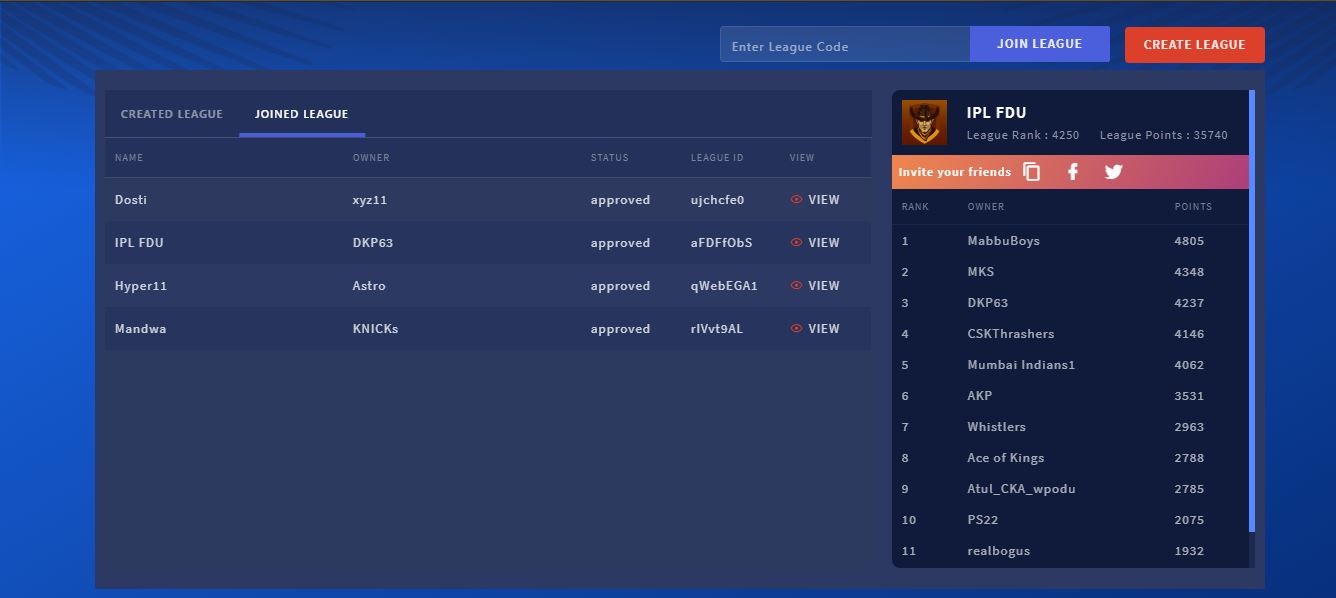 Enter League Code JOIN LEAGUE CREATE LEAGUE
CREATED LEAGUE JOINED LEAGUE
NAME OWNER STATUS LEAGUE ID VIEW
Dosti xyz11 approved ujchcfe0 VIEW
IPL FDU DKP63 approved aFDFfObS VIEW
Hyper11 Astro approved qWebEGA1 VIEW
Mandwa KNICKs approved rIVvt9AL VIEW
IPL FDU
League Rank : 4250 League Points : 35740
Invite your friends
RANK OWNER POINTS
1 MabbuBoys 4805
2 MKS 4348
3 DKP63 4237
4 CSKThrashers 4146
5 Mumbai Indians1 4062
6 AKP 3531
7 Whistlers 2963
8 Ace of Kings 2788
9 Atul_CKA_wpodu 2785
10 PS22 2075
11 realbogus 1932